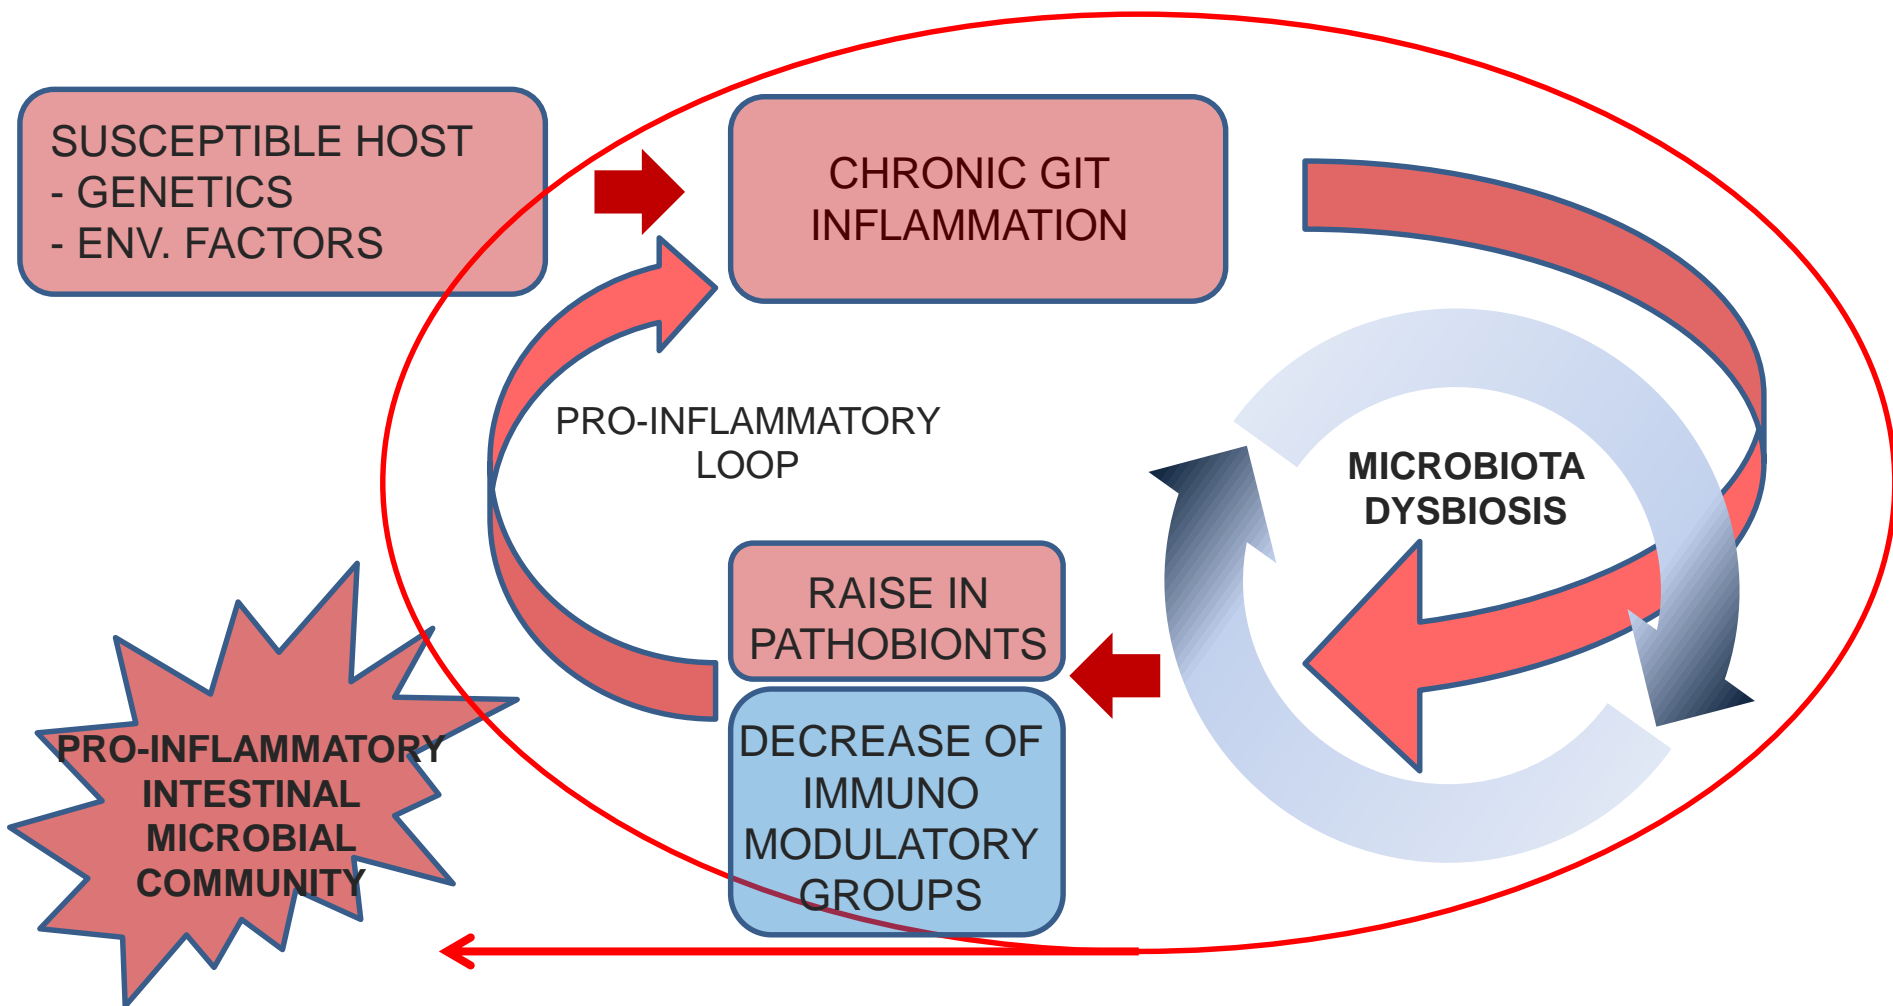 SUSCEPTIBLE HOST
- GENETICS
- ENV. FACTORS
CHRONIC GIT
INFLAMMATION
PRO-INFLAMMATORY
LOOP
MICROBIOTA
DYSBIOSIS
RAISE IN
PATHOBIONTS
DECREASE OF
IMMUNO
MODULATORY
GROUPS
PRO-INFLAMMATORY
INTESTINAL
MICROBIAL
COMMUNITY